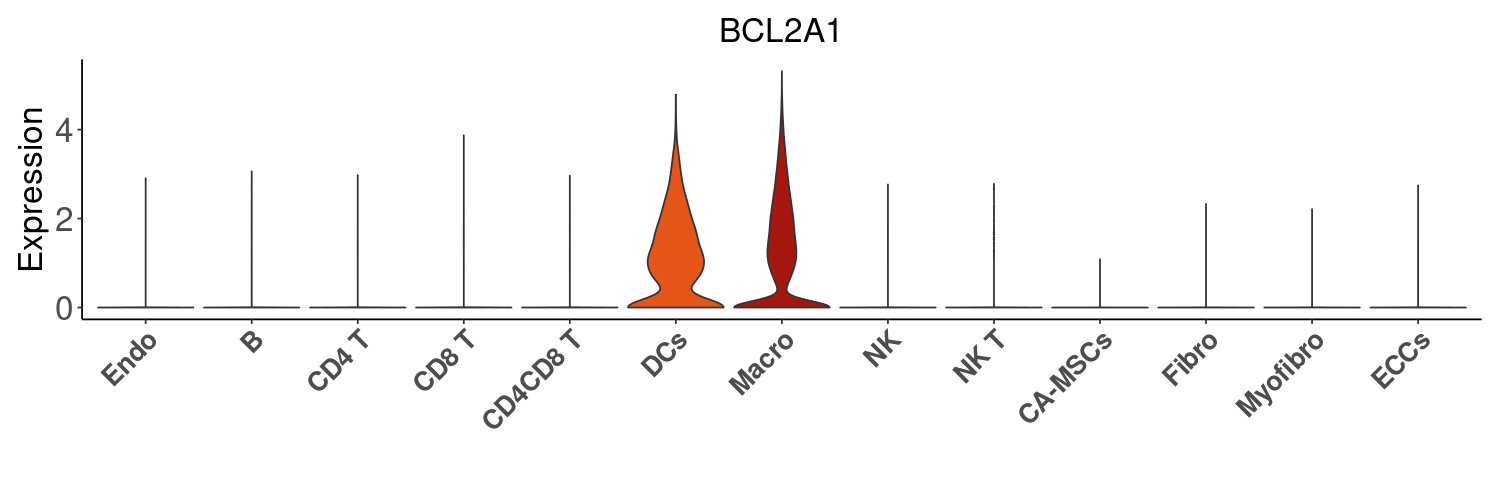 BCL2A1
Expression
4
2
0
Endo
B
CD4 T
CD8 T
CD4CD8 T
DCs
Macro
NK
NK T
CA-MSCs
Fibro
Myofibro
ECCs